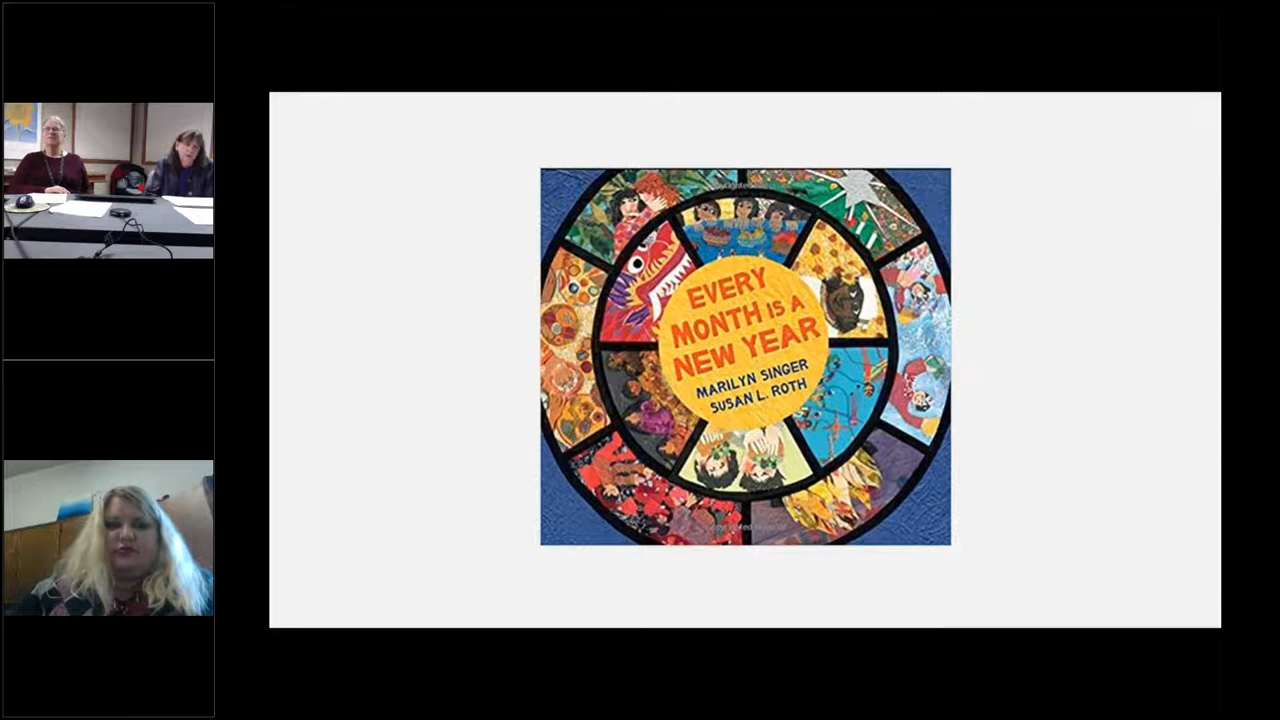 EVERY
MONTH IS A
NEW YEAR
MARILYN SINGER
SUSAN L. ROTH